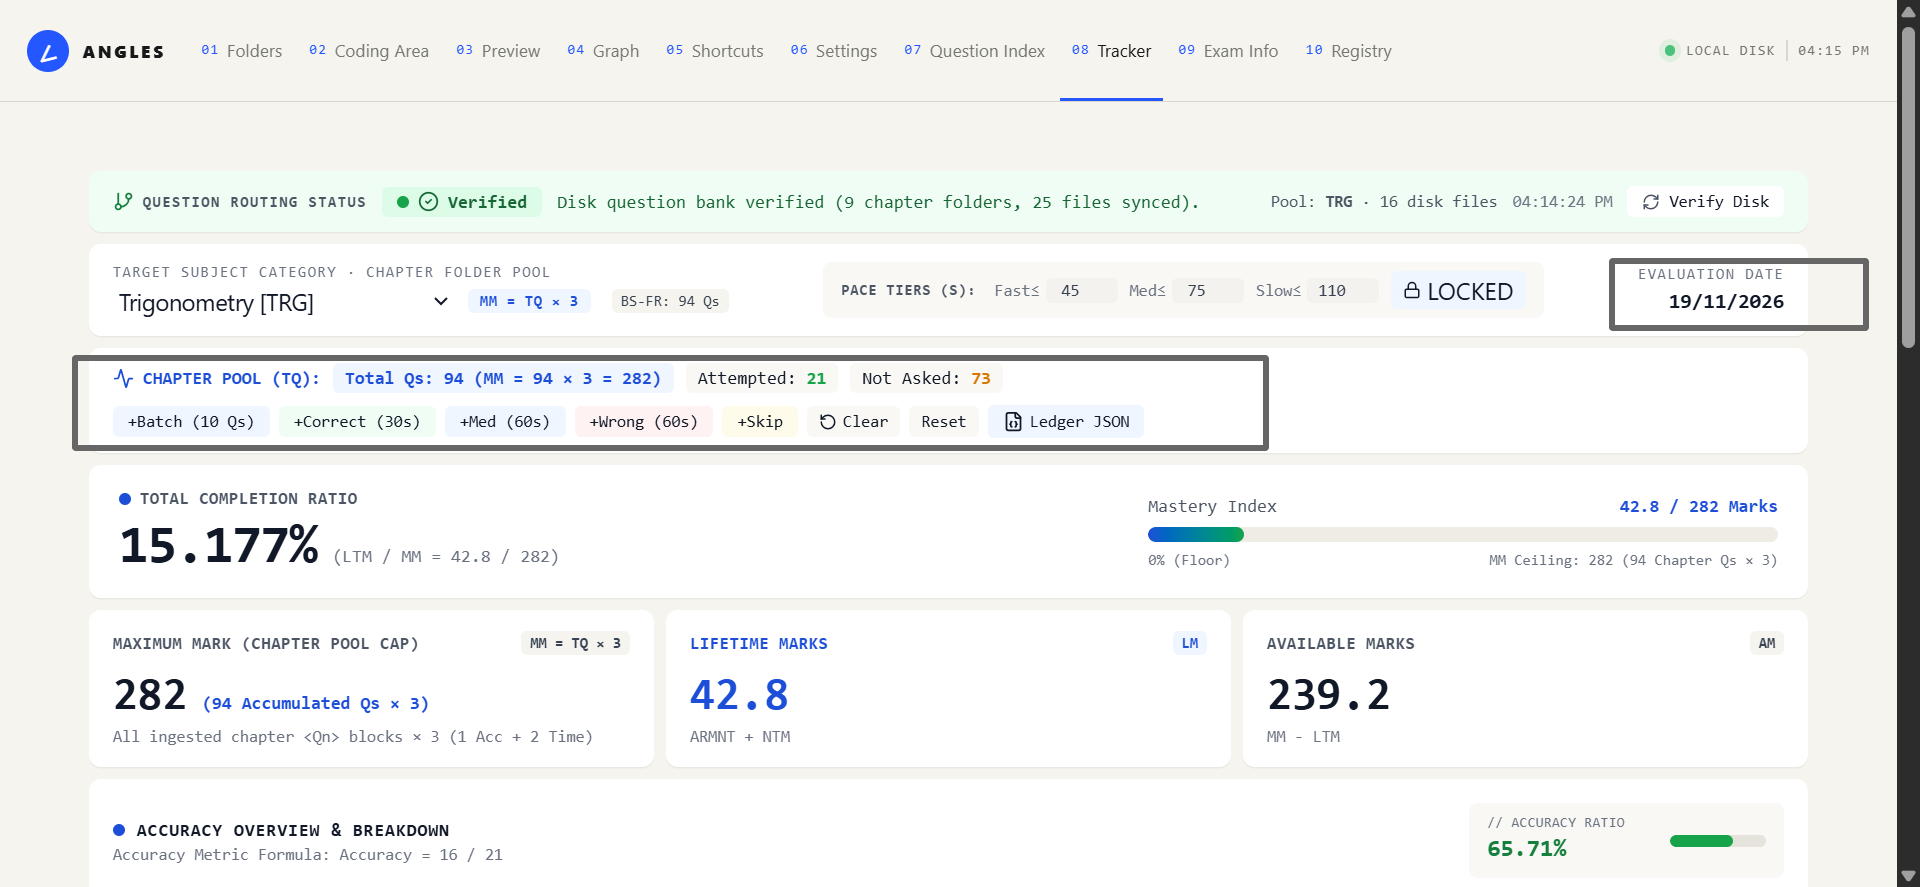 ANGLES 01 Folders 02 Coding Area 03 Preview 04 Graph 05 Shortcuts 06 Settings 07 Question Index 08 Tracker 09 Exam Info 10 Registry LOCAL DISK 04:15 PM
QUESTION ROUTING STATUS Verified Disk question bank verified (9 chapter folders, 25 files synced). Pool: TRG · 16 disk files 04:14:24 PM Verify Disk
TARGET SUBJECT CATEGORY · CHAPTER FOLDER POOL
Trigonometry [TRG] MM = TQ × 3 BS-FR: 94 Qs
PACE TIERS (S): Fast≤ 45 Med≤ 75 Slow≤ 110 LOCKED
EVALUATION DATE
19/11/2026
CHAPTER POOL (TQ): Total Qs: 94 (MM = 94 × 3 = 282) Attempted: 21 Not Asked: 73
+Batch (10 Qs) +Correct (30s) +Med (60s) +Wrong (60s) +Skip Clear Reset Ledger JSON
TOTAL COMPLETION RATIO
15.177% (LTM / MM = 42.8 / 282)
Mastery Index 42.8 / 282 Marks
0% (Floor) MM Ceiling: 282 (94 Chapter Qs × 3)
MAXIMUM MARK (CHAPTER POOL CAP) MM = TQ × 3
282 (94 Accumulated Qs × 3)
All ingested chapter <Qn> blocks × 3 (1 Acc + 2 Time)
LIFETIME MARKS LM
42.8
ARMNT + NTM
AVAILABLE MARKS AM
239.2
MM - LTM
ACCURACY OVERVIEW & BREAKDOWN
Accuracy Metric Formula: Accuracy = 16 / 21
// ACCURACY RATIO
65.71%